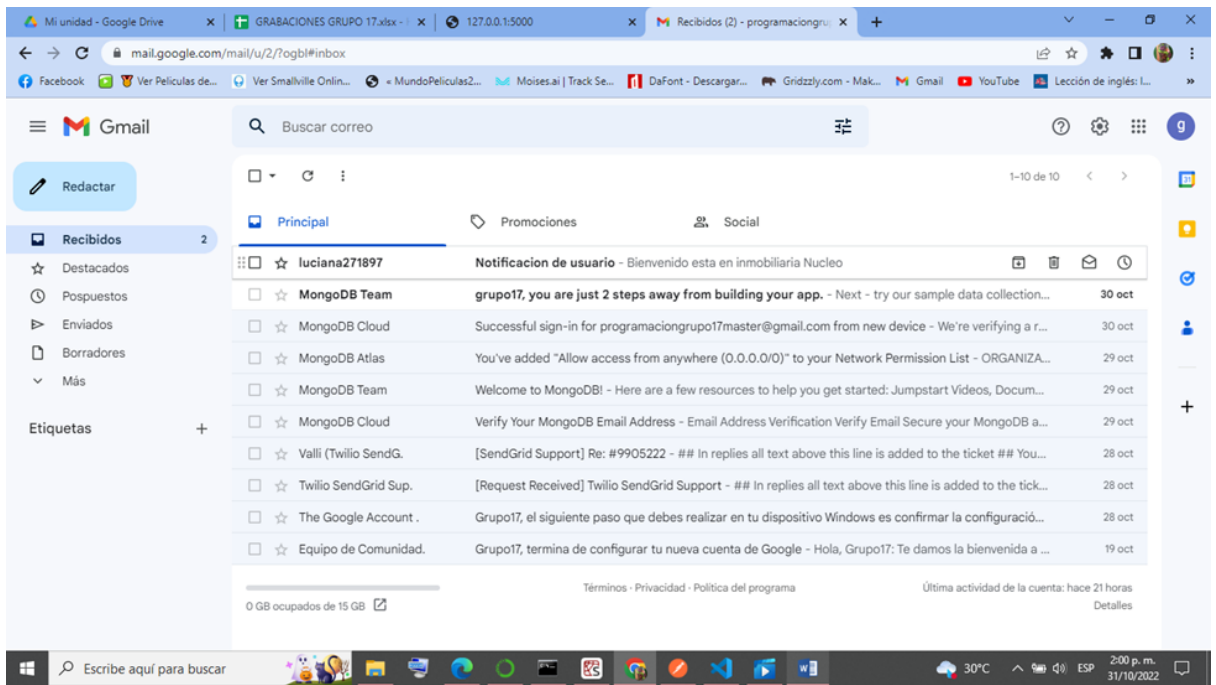 Mi unidad - Google Drive
GRABACIONES GRUPO 17.xlsx -
127.0.0.1:5000
Recibidos (2) - programaciongru
mail.google.com/mail/u/2/?ogbl#inbox
Facebook
Ver Peliculas de...
Ver Smallville Onlin...
« MundoPeliculas2...
Moises.ai | Track Se...
DaFont - Descargar...
Gridzzly.com - Mak...
Gmail
YouTube
Lección de inglés: l...
»
Gmail
Buscar correo
g
Redactar
1-10 de 10
Principal
Promociones
Social
Recibidos 2
Destacados
Pospuestos
Enviados
Borradores
Más
Etiquetas
luciana271897 Notificacion de usuario - Bienvenido esta en inmobiliaria Nucleo
MongoDB Team grupo17, you are just 2 steps away from building your app. - Next - try our sample data collection... 30 oct
MongoDB Cloud Successful sign-in for programaciongrupo17master@gmail.com from new device - We're verifying a r... 30 oct
MongoDB Atlas You've added "Allow access from anywhere (0.0.0.0/0)" to your Network Permission List - ORGANIZA... 29 oct
MongoDB Team Welcome to MongoDB! - Here are a few resources to help you get started: Jumpstart Videos, Docum... 29 oct
MongoDB Cloud Verify Your MongoDB Email Address - Email Address Verification Verify Email Secure your MongoDB a... 29 oct
Valli (Twilio SendG. [SendGrid Support] Re: #9905222 - ## In replies all text above this line is added to the ticket ## You... 28 oct
Twilio SendGrid Sup. [Request Received] Twilio SendGrid Support - ## In replies all text above this line is added to the tick... 28 oct
The Google Account . Grupo17, el siguiente paso que debes realizar en tu dispositivo Windows es confirmar la configuració... 28 oct
Equipo de Comunidad. Grupo17, termina de configurar tu nueva cuenta de Google - Hola, Grupo17: Te damos la bienvenida a ... 19 oct
0 GB ocupados de 15 GB
Términos · Privacidad · Política del programa
Última actividad de la cuenta: hace 21 horas
Detalles
31
Escribe aquí para buscar
30°C
ESP
2:00 p. m.
31/10/2022